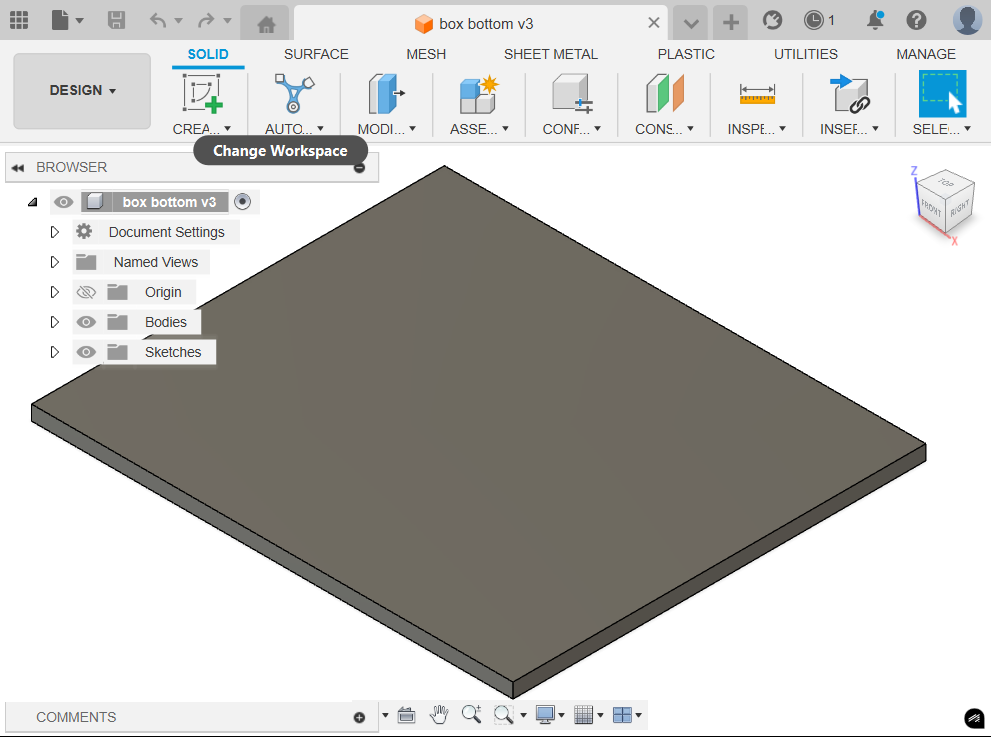 box bottom v3
1
SOLID
SURFACE
MESH
SHEET METAL
PLASTIC
UTILITIES
MANAGE
DESIGN
CREA...
AUTO...
MODI...
ASSE...
CONF...
CONS...
INSPE...
INSER...
SELE...
Change Workspace
BROWSER
box bottom v3
Document Settings
Named Views
Origin
Bodies
Sketches
Z
TOP
FRONT
RIGHT
X
COMMENTS